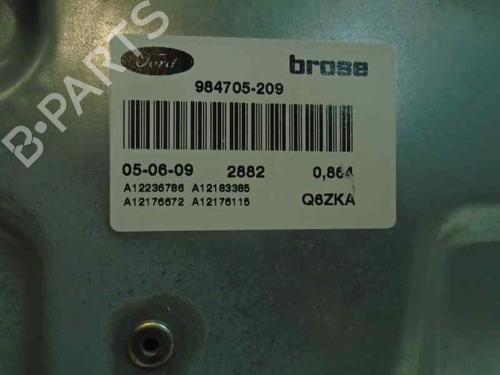 B-PARTS
Ford
brose
984705-209
05-06-09 2882 0,864
A12236786 A12183385
A12176672 A12176115
Q6ZKA